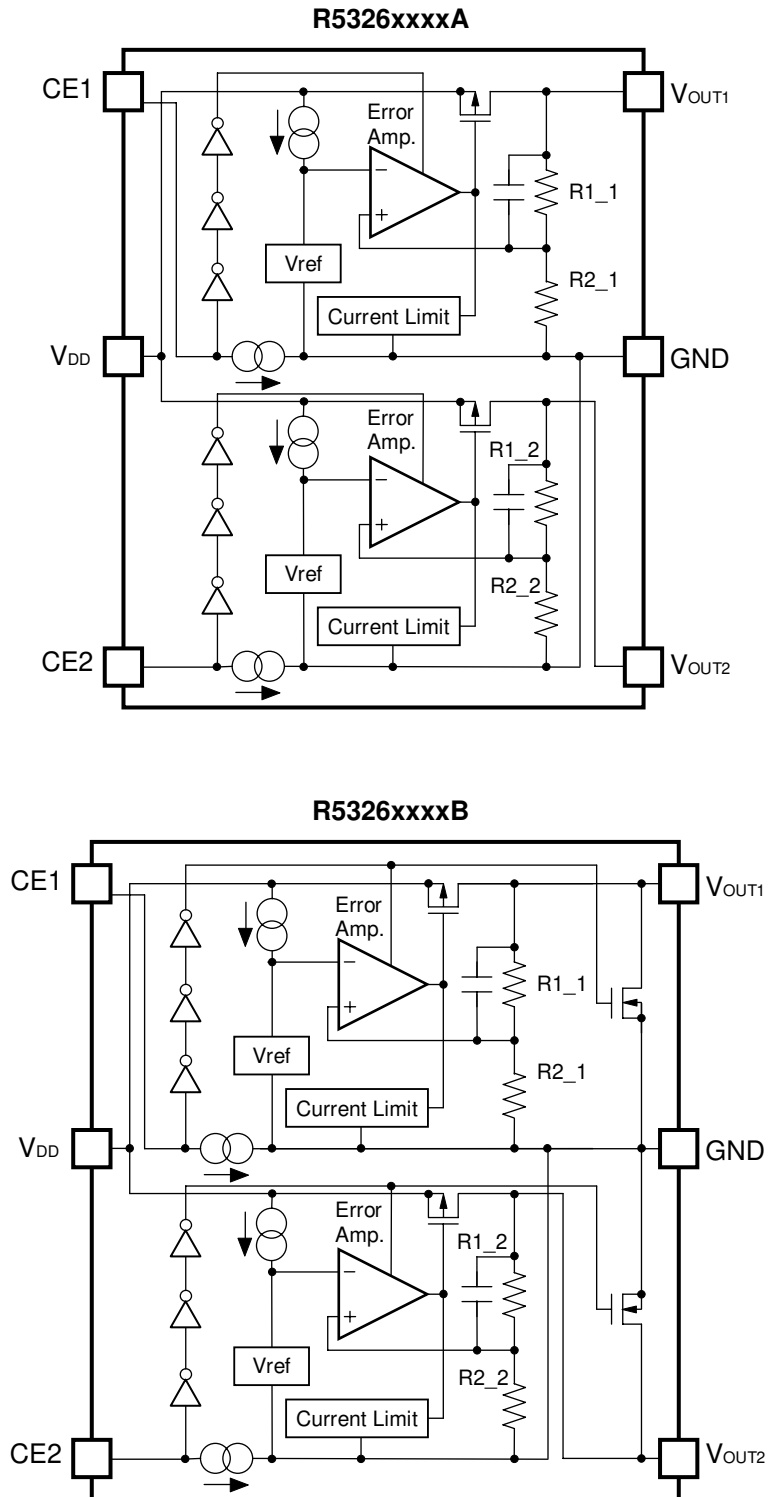 R5326xxxxA
CE1
VOUT1
Error
Amp.
−
+
R1_1
Vref
R2_1
Current Limit
VDD
GND
Error
Amp.
R1_2
−
+
Vref
R2_2
Current Limit
CE2
VOUT2
R5326xxxxB
CE1
VOUT1
Error
Amp.
−
+
R1_1
Vref
R2_1
Current Limit
VDD
GND
Error
Amp.
R1_2
−
+
Vref
R2_2
Current Limit
CE2
VOUT2